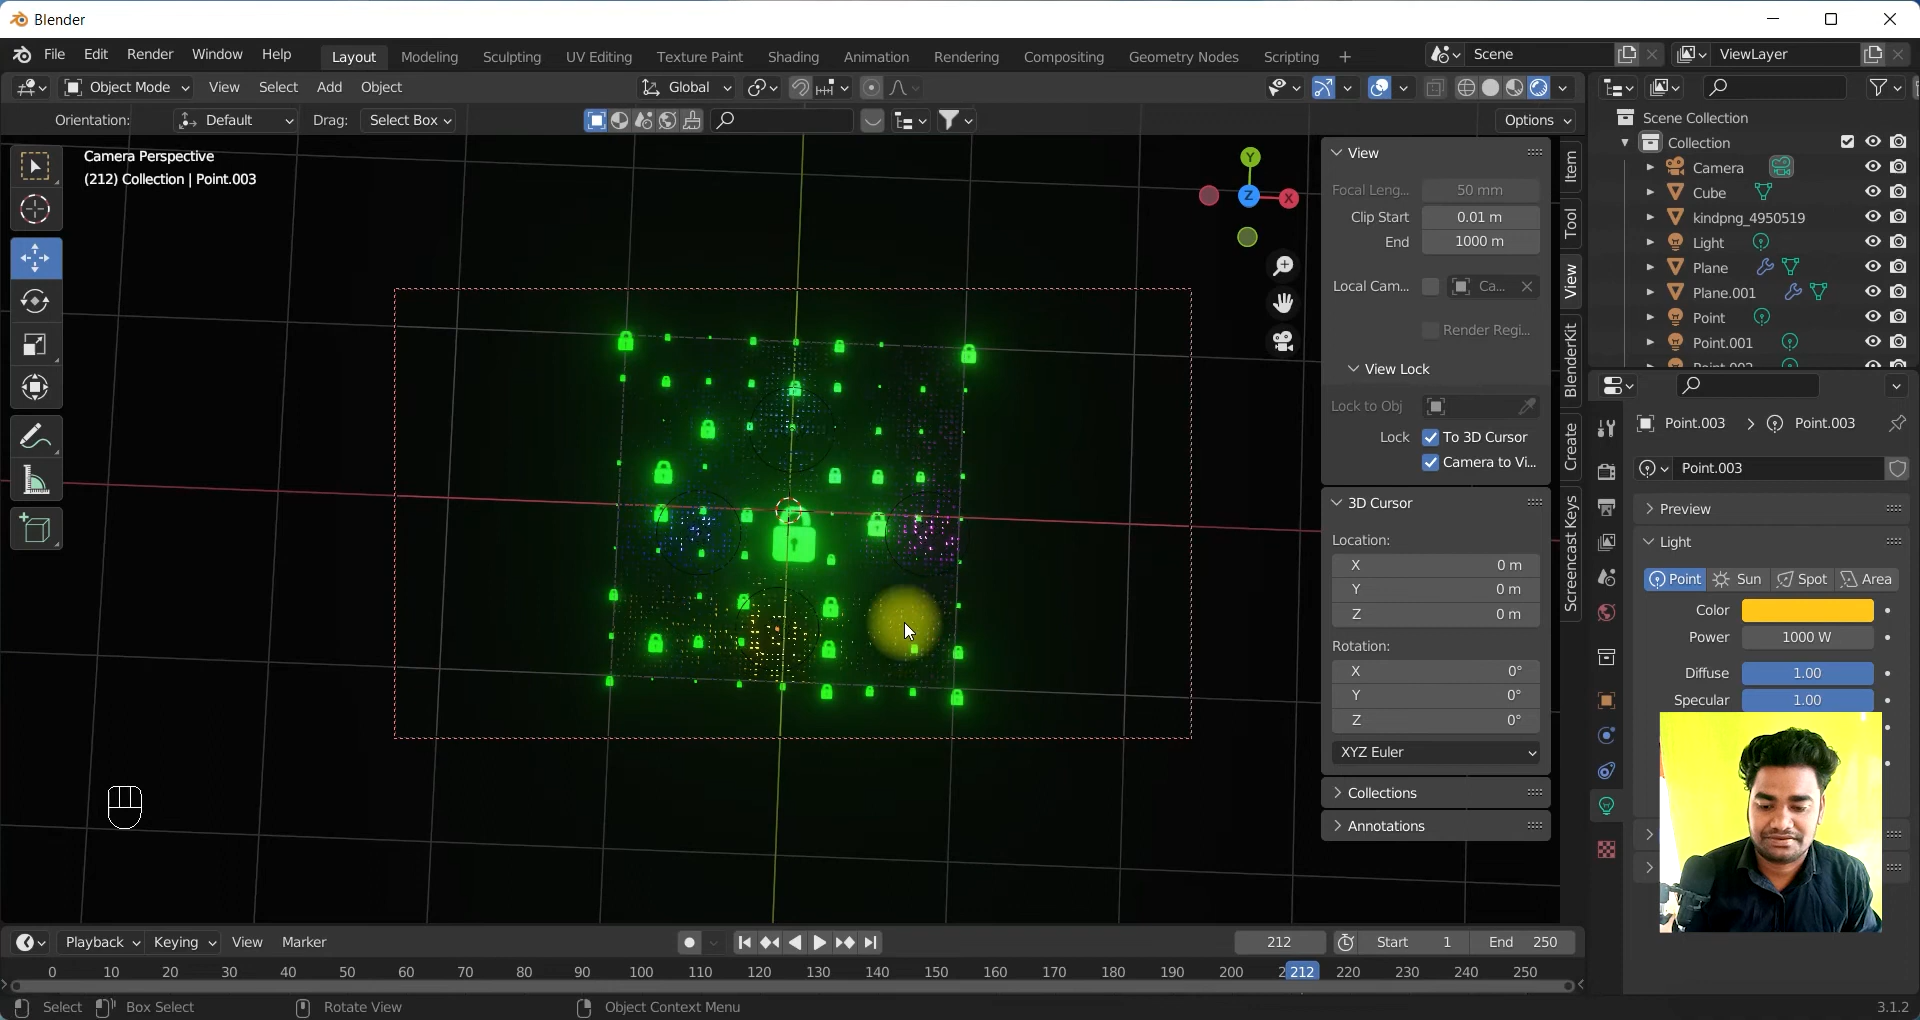 Blender
File Edit Render Window Help
Layout Modeling Sculpting UV Editing Texture Paint Shading Animation Rendering Compositing Geometry Nodes Scripting +
Scene
ViewLayer
Object Mode View Select Add Object
Global
Orientation: Default Drag: Select Box
Options
Camera Perspective
(212) Collection | Point.003
Y
Z
X
View
Focal Leng... 50 mm
Clip Start 0.01 m
End 1000 m
Local Cam... Ca...
Render Regi...
View Lock
Lock to Obj
Lock To 3D Cursor
Camera to Vi...
3D Cursor
Location:
X 0 m
Y 0 m
Z 0 m
Rotation:
X 0°
Y 0°
Z 0°
XYZ Euler
Collections
Annotations
Item
Tool
View
BlenderKit
Create
Screencast Keys
Scene Collection
Collection
Camera
Cube
kindpng_4950519
Light
Plane
Plane.001
Point
Point.001
Point.003 Point.003
Point.003
Preview
Light
Point Sun Spot Area
Color
Power 1000 W
Diffuse 1.00
Specular 1.00
Playback Keying View Marker
212
Start 1 End 250
0 10 20 30 40 50 60 70 80 90 100 110 120 130 140 150 160 170 180 190 200 212 220 230 240 250
Select Box Select Rotate View Object Context Menu
3.1.2